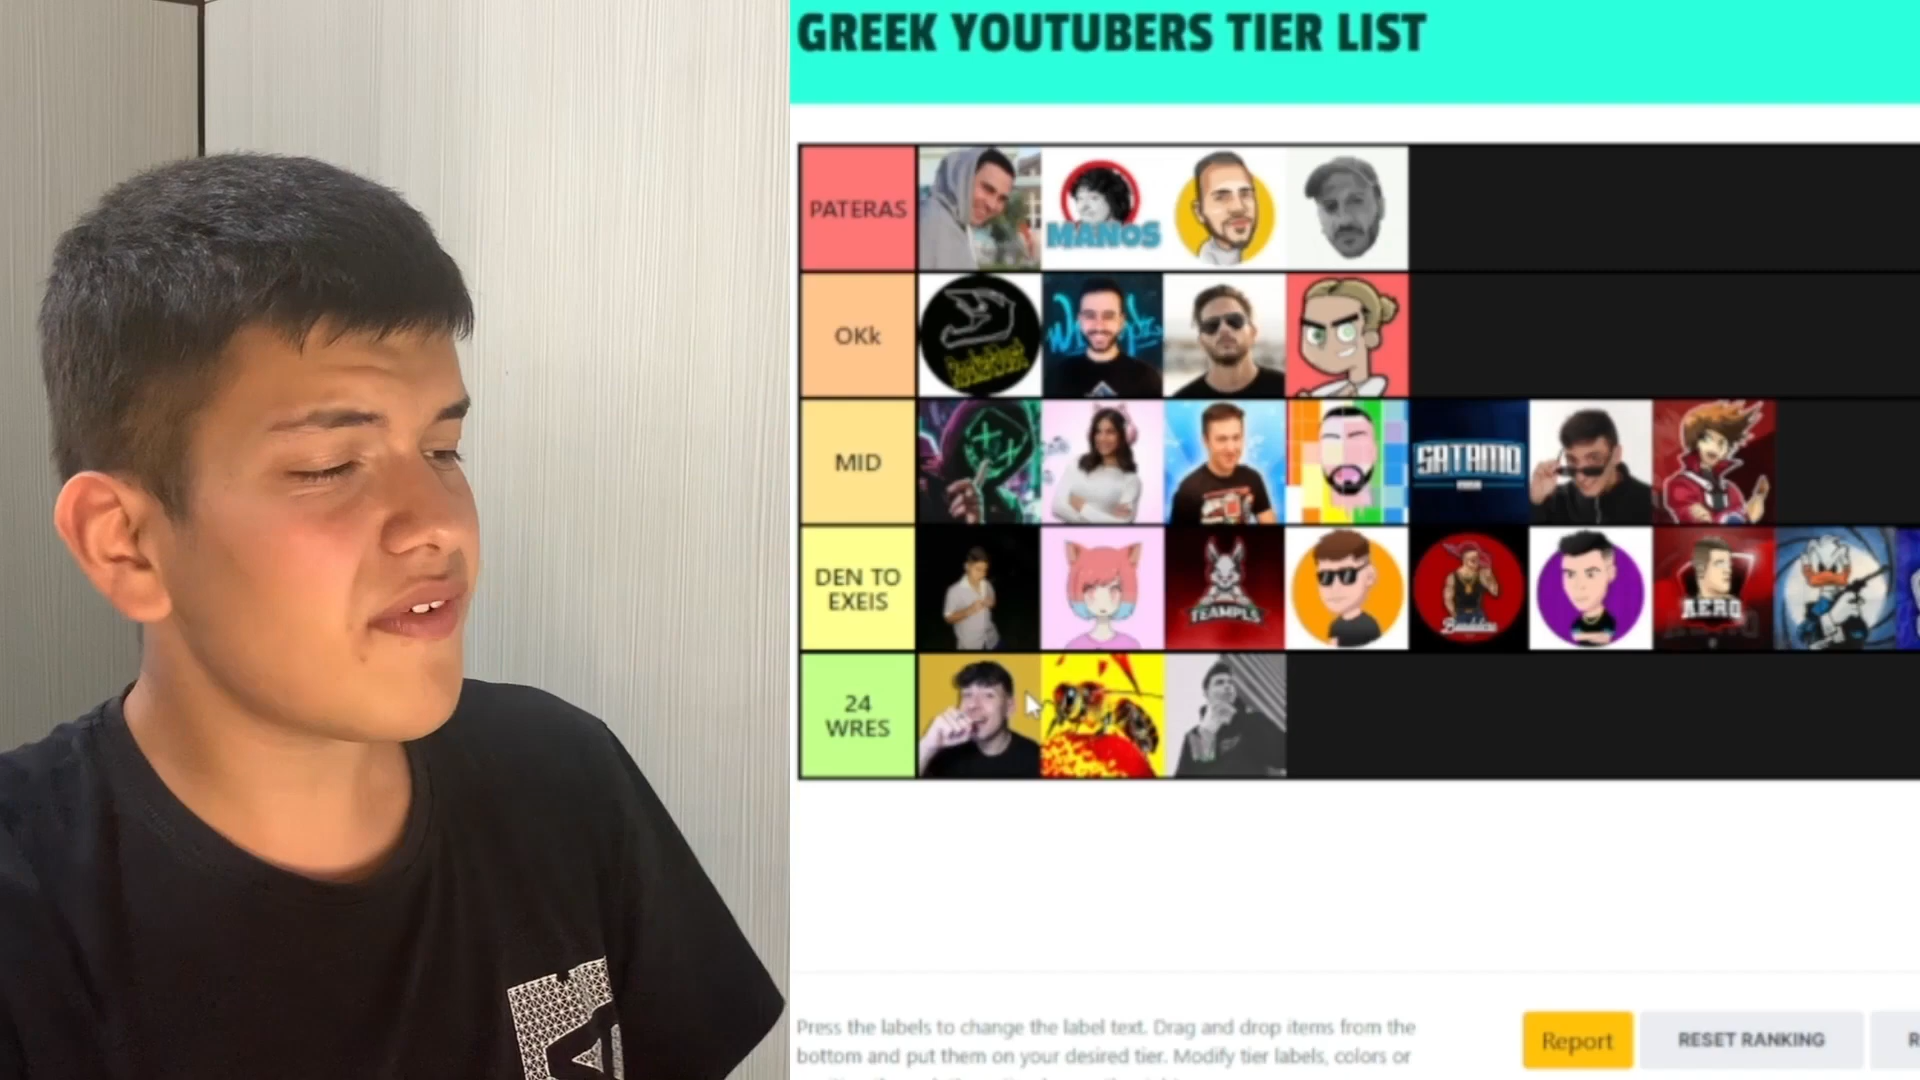 GREEK YOUTUBERS TIER LIST
PATERAS
MANOS
OKk
MID
SATAMO
DEN TO
EXEIS
TEAMPLS
AERO
24
WRES
Press the labels to change the label text. Drag and drop items from the
bottom and put them on your desired tier. Modify tier labels, colors or
Report
RESET RANKING
R